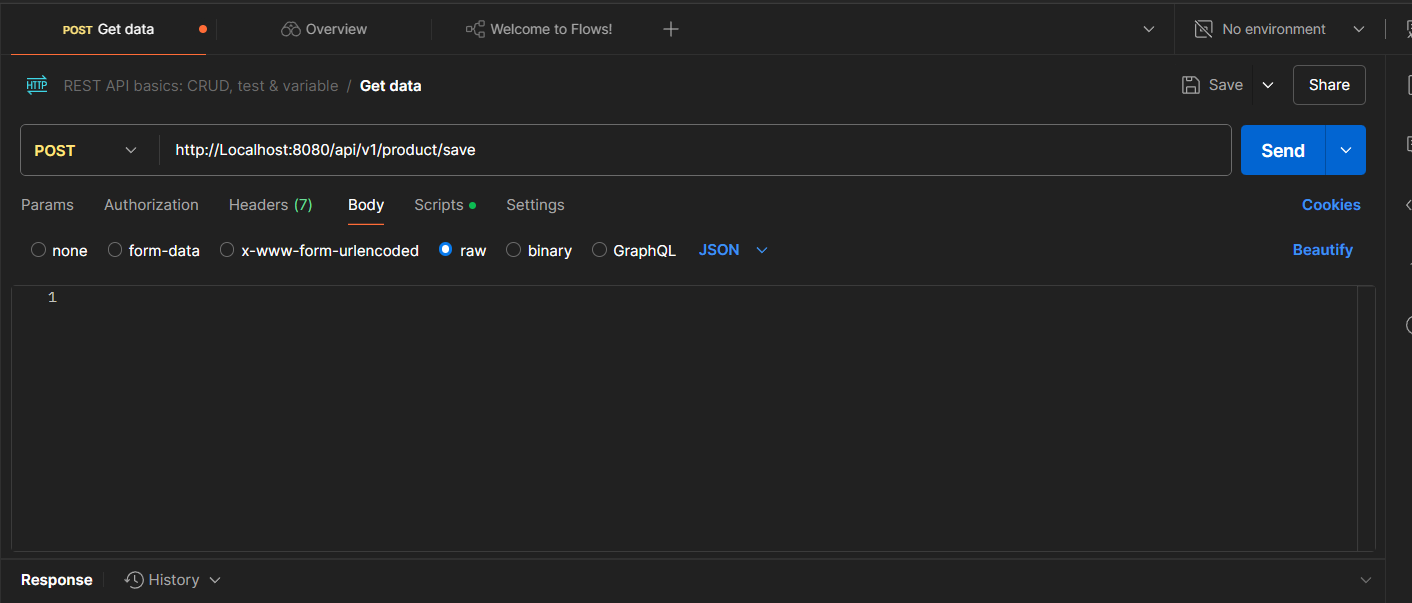 POST Get data Overview Welcome to Flows! No environment
HTTP REST API basics: CRUD, test & variable / Get data Save Share
POST http://Localhost:8080/api/v1/product/save Send
Params Authorization Headers (7) Body Scripts Settings Cookies
none form-data x-www-form-urlencoded raw binary GraphQL JSON Beautify
1
Response History